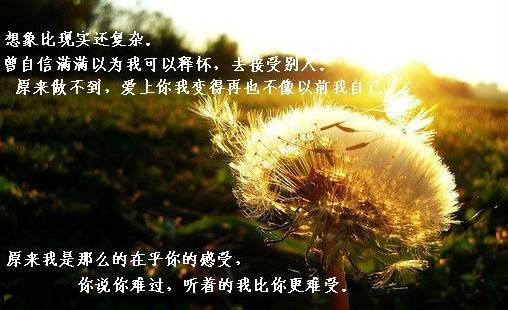 想象比现实还复杂。
曾自信满满以为我可以释怀，去接受别人。
原来做不到，爱上你我变得再也不像以前我自己
原来我是那么的在乎你的感受，
你说你难过，听着的我比你更难受。